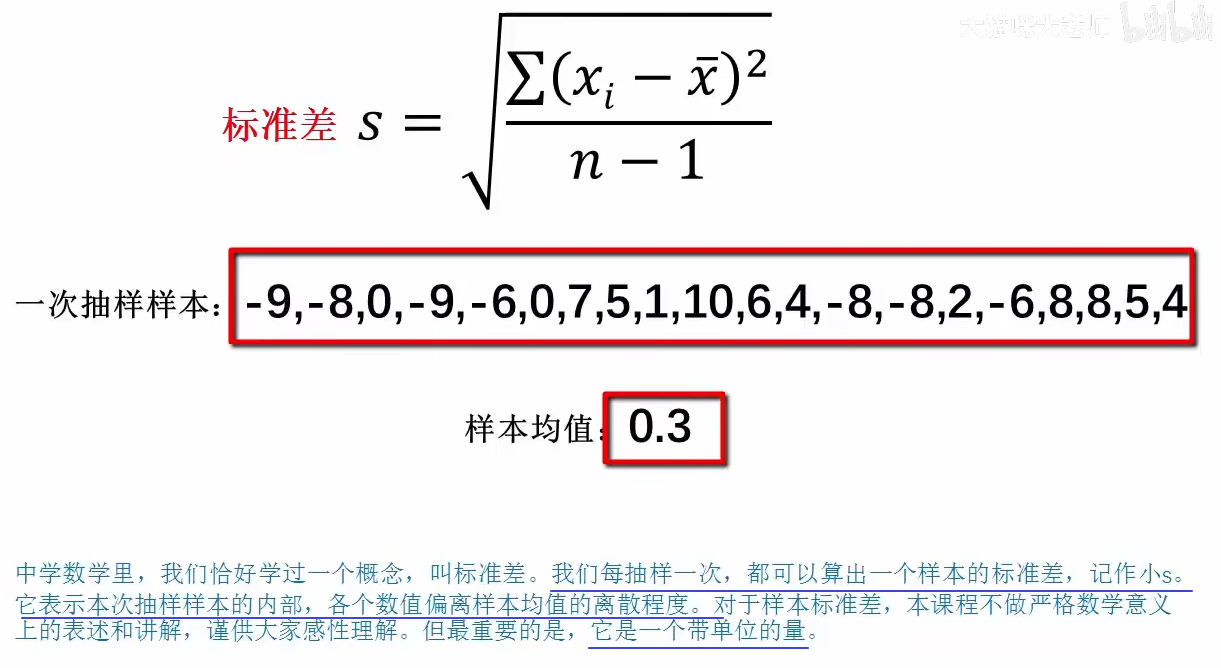 大猫咪大老师 bilibili
标准差 s = √(∑(xᵢ − x̄)² / (n − 1))
一次抽样样本：-9,-8,0,-9,-6,0,7,5,1,10,6,4,-8,-8,2,-6,8,8,5,4
样本均值：0.3
中学数学里，我们恰好学过一个概念，叫标准差。我们每抽样一次，都可以算出一个样本的标准差，记作小s。
它表示本次抽样样本的内部，各个数值偏离样本均值的离散程度。对于样本标准差，本课程不做严格数学意义
上的表述和讲解，谨供大家感性理解。但最重要的是，它是一个带单位的量。